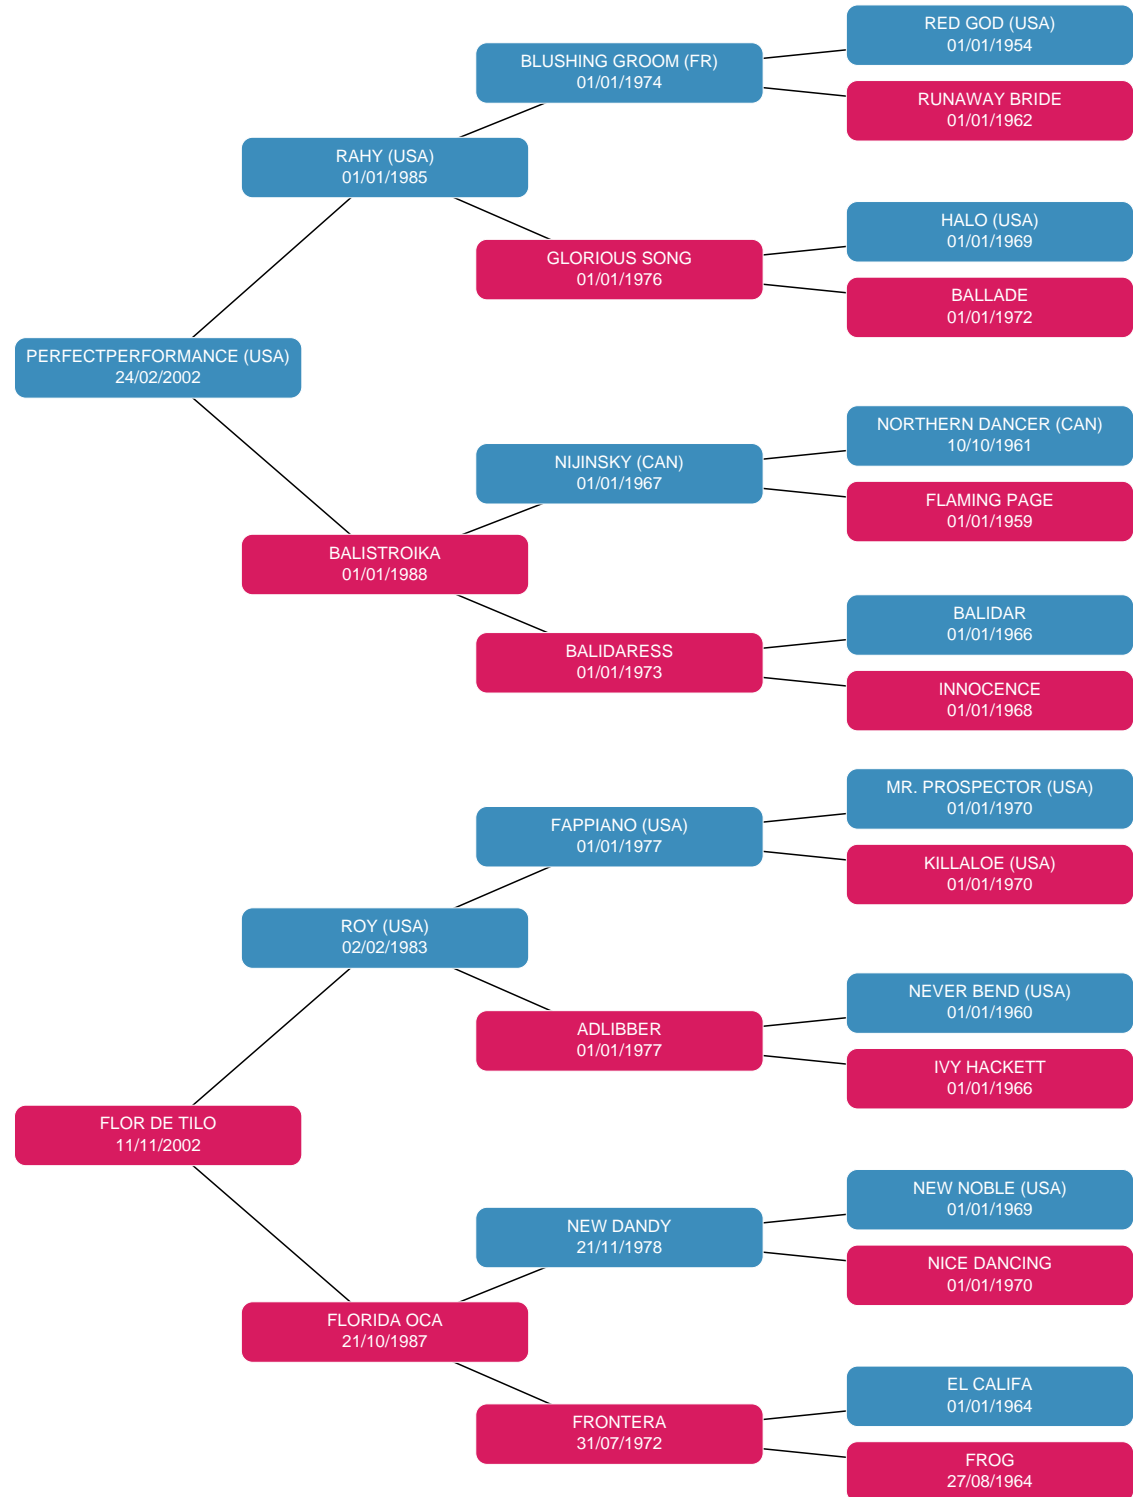 RED GOD (USA)
01/01/1954
BLUSHING GROOM (FR)
01/01/1974
RUNAWAY BRIDE
01/01/1962
RAHY (USA)
01/01/1985
HALO (USA)
01/01/1969
GLORIOUS SONG
01/01/1976
BALLADE
01/01/1972
PERFECTPERFORMANCE (USA)
24/02/2002
NORTHERN DANCER (CAN)
10/10/1961
NIJINSKY (CAN)
01/01/1967
FLAMING PAGE
01/01/1959
BALISTROIKA
01/01/1988
BALIDAR
01/01/1966
BALIDARESS
01/01/1973
INNOCENCE
01/01/1968
MR. PROSPECTOR (USA)
01/01/1970
FAPPIANO (USA)
01/01/1977
KILLALOE (USA)
01/01/1970
ROY (USA)
02/02/1983
NEVER BEND (USA)
01/01/1960
ADLIBBER
01/01/1977
IVY HACKETT
01/01/1966
FLOR DE TILO
11/11/2002
NEW NOBLE (USA)
01/01/1969
NEW DANDY
21/11/1978
NICE DANCING
01/01/1970
FLORIDA OCA
21/10/1987
EL CALIFA
01/01/1964
FRONTERA
31/07/1972
FROG
27/08/1964